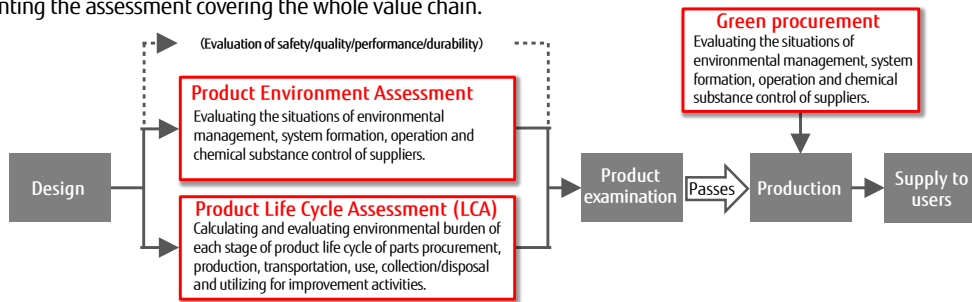 nting the assessment covering the whole value chain.
(Evaluation of safety/quality/performance/durability)
Product Environment Assessment
Evaluating the situations of environmental
management, system formation, operation and
chemical substance control of suppliers.
Design
Product Life Cycle Assessment (LCA)
Calculating and evaluating environmental burden of
each stage of product life cycle of parts procurement,
production, transportation, use, collection/disposal
and utilizing for improvement activities.
Product
examination
Passes
Green procurement
Evaluating the situations of
environmental management, system
formation, operation and chemical
substance control of suppliers.
Production
Supply to
users